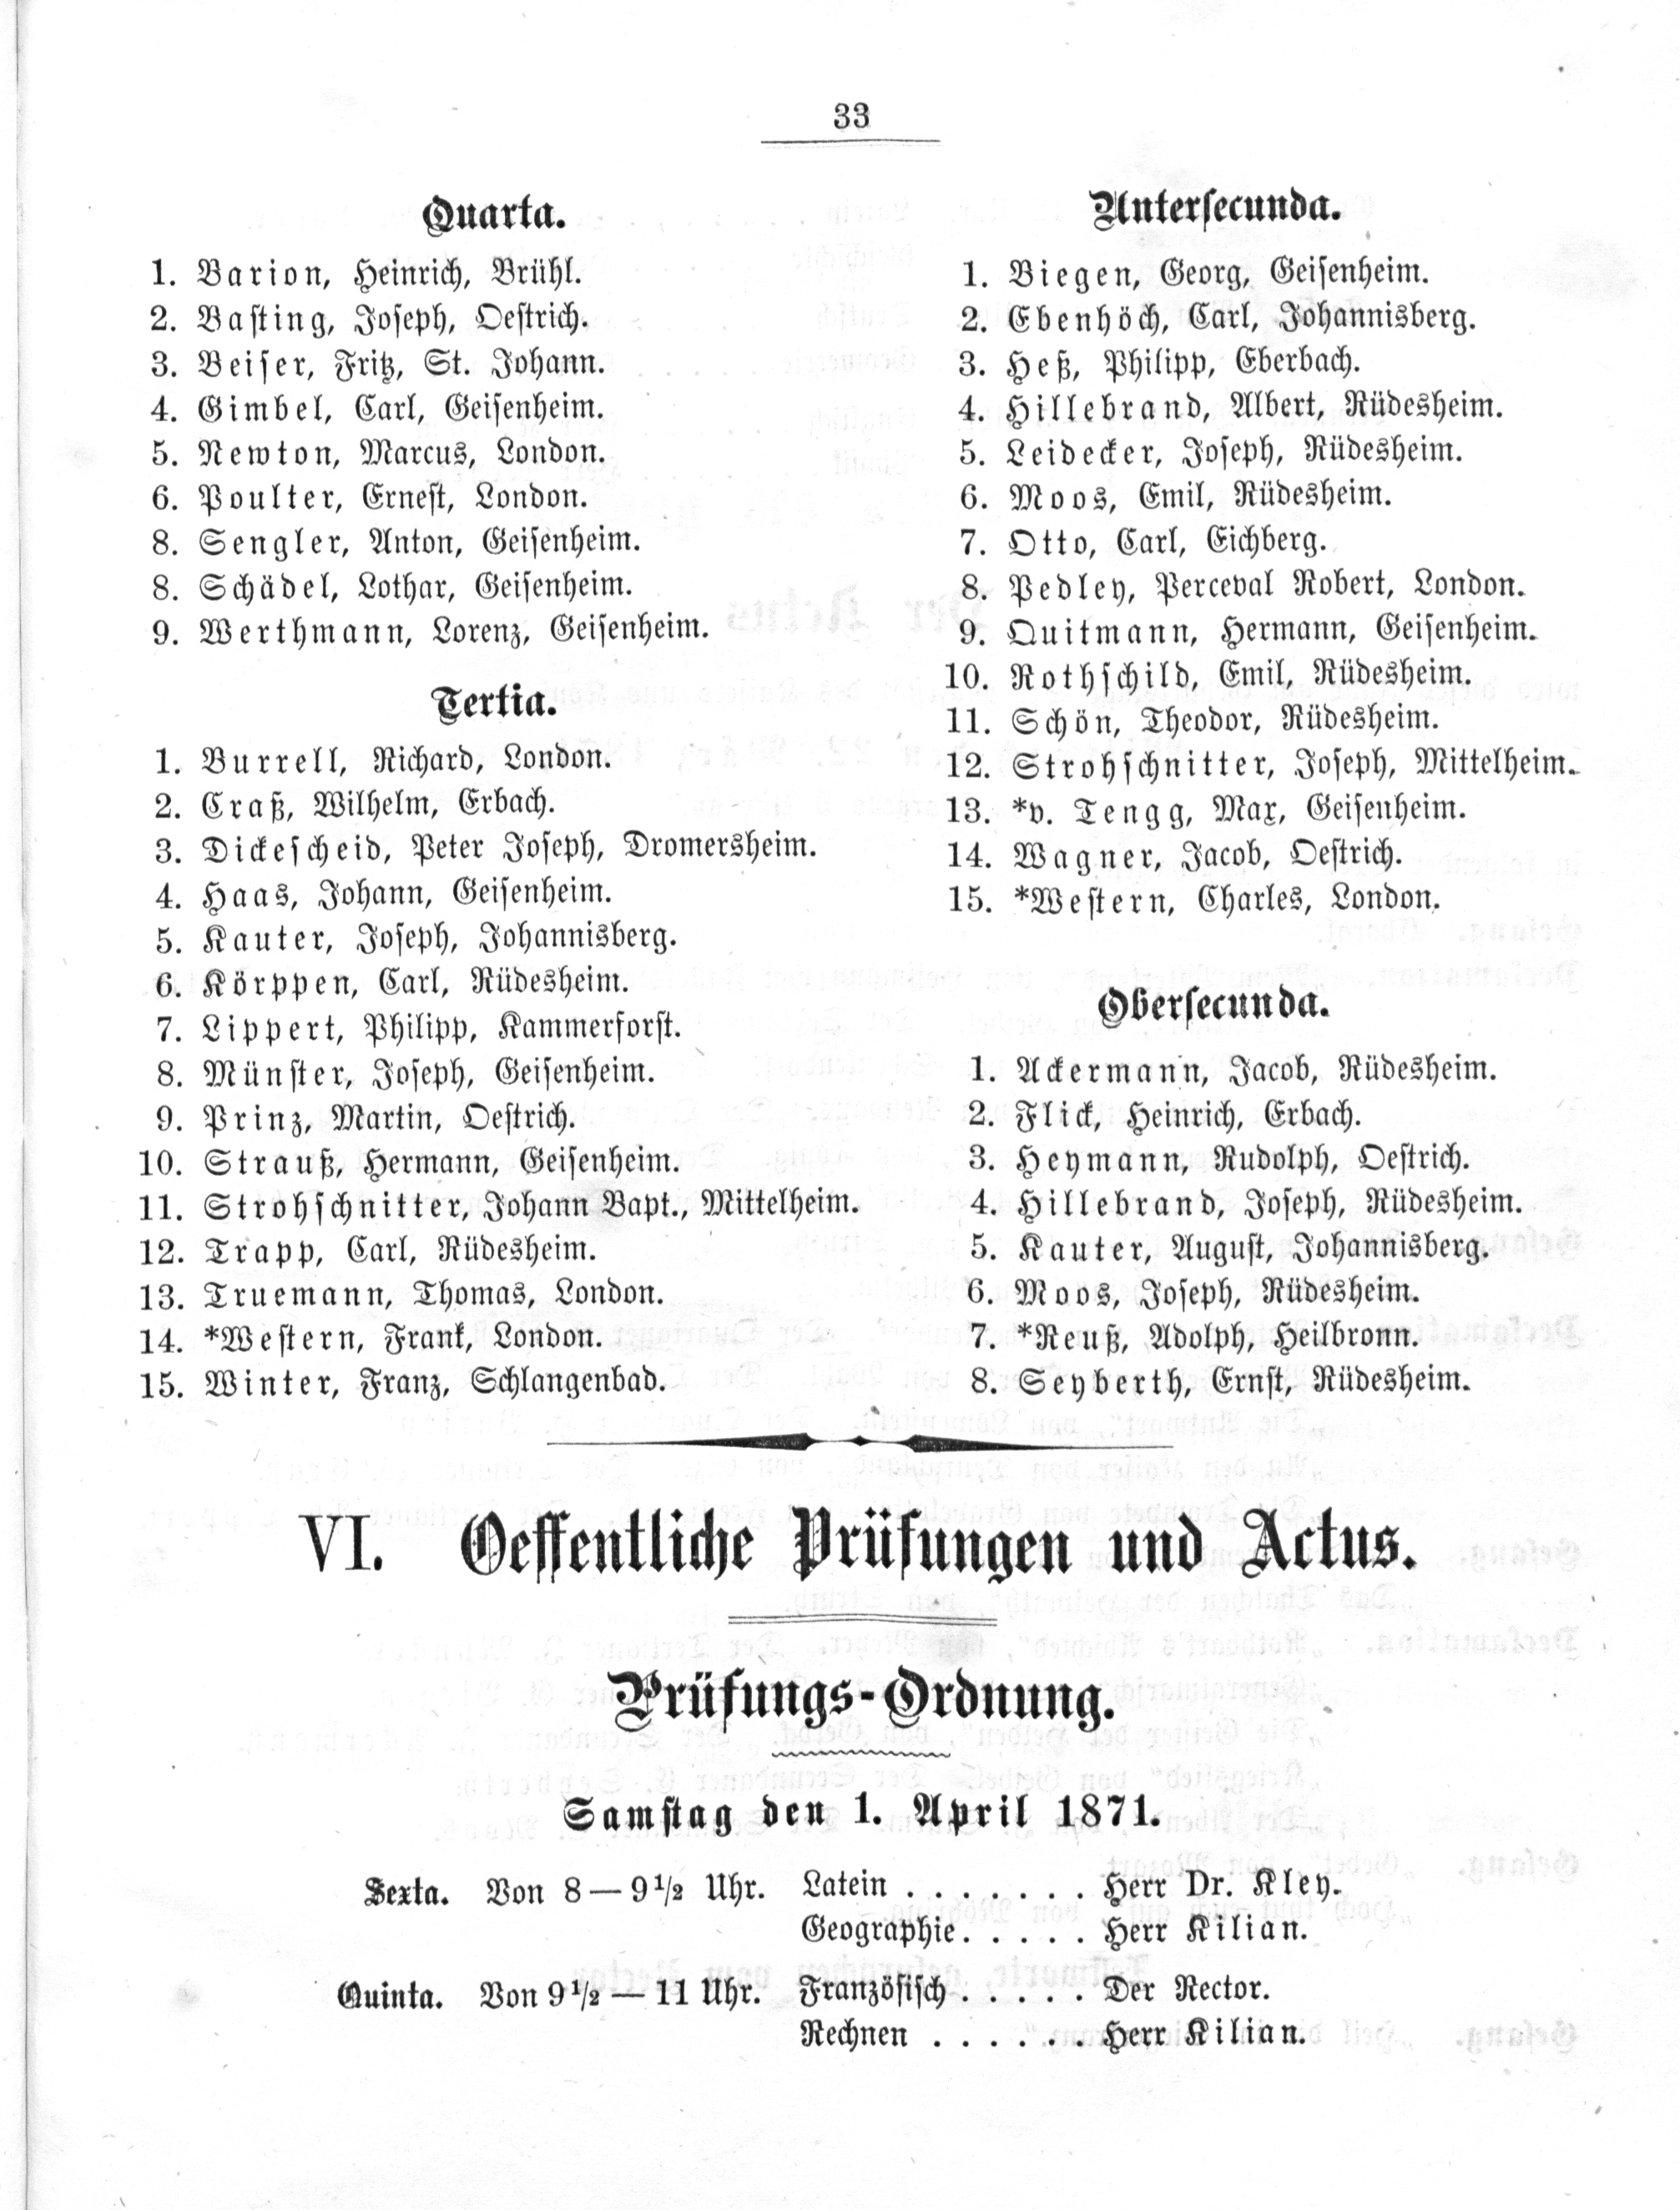 33
Quarta.
1. Barion, Heinrich, Brühl.
2. Basting, Joseph, Oestrich.
3. Beiser, Fritz, St. Johann.
4. Gimbel, Carl, Geisenheim.
5. Newton, Marcus, London.
6. Poulter, Ernest, London.
8. Sengler, Anton, Geisenheim.
8. Schädel, Lothar, Geisenheim.
9. Werthmann, Lorenz, Geisenheim.
Tertia.
1. Burrell, Richard, London.
2. Craß, Wilhelm, Erbach.
3. Dickescheid, Peter Joseph, Dromersheim.
4. Haas, Johann, Geisenheim.
5. Kauter, Joseph, Johannisberg.
6. Körppen, Carl, Rüdesheim.
7. Lippert, Philipp, Kammerforst.
8. Münster, Joseph, Geisenheim.
9. Prinz, Martin, Oestrich.
10. Strauß, Hermann, Geisenheim.
11. Strohschnitter, Johann Bapt., Mittelheim.
12. Trapp, Carl, Rüdesheim.
13. Truemann, Thomas, London.
14. *Western, Frank, London.
15. Winter, Franz, Schlangenbad.
Untersecunda.
1. Biegen, Georg, Geisenheim.
2. Ebenhöch, Carl, Johannisberg.
3. Heß, Philipp, Eberbach.
4. Hillebrand, Albert, Rüdesheim.
5. Leidecker, Joseph, Rüdesheim.
6. Moos, Emil, Rüdesheim.
7. Otto, Carl, Eichberg.
8. Pedley, Perceval Robert, London.
9. Quitmann, Hermann, Geisenheim.
10. Rothschild, Emil, Rüdesheim.
11. Schön, Theodor, Rüdesheim.
12. Strohschnitter, Joseph, Mittelheim.
13. *v. Tengg, Max, Geisenheim.
14. Wagner, Jacob, Oestrich.
15. *Western, Charles, London.
Obersecunda.
1. Ackermann, Jacob, Rüdesheim.
2. Flick, Heinrich, Erbach.
3. Heymann, Rudolph, Oestrich.
4. Hillebrand, Joseph, Rüdesheim.
5. Kauter, August, Johannisberg.
6. Moos, Joseph, Rüdesheim.
7. *Reuß, Adolph, Heilbronn.
8. Seyberth, Ernst, Rüdesheim.
VI. Oeffentliche Prüfungen und Actus.
Prüfungs-Ordnung.
Samstag den 1. April 1871.
Sexta. Von 8 — 9½ Uhr. Latein . . . . . . . Herr Dr. Kley.
Geographie. . . . . Herr Kilian.
Quinta. Von 9½ — 11 Uhr. Französisch . . . . . Der Rector.
Rechnen . . . . . . Herr Kilian.